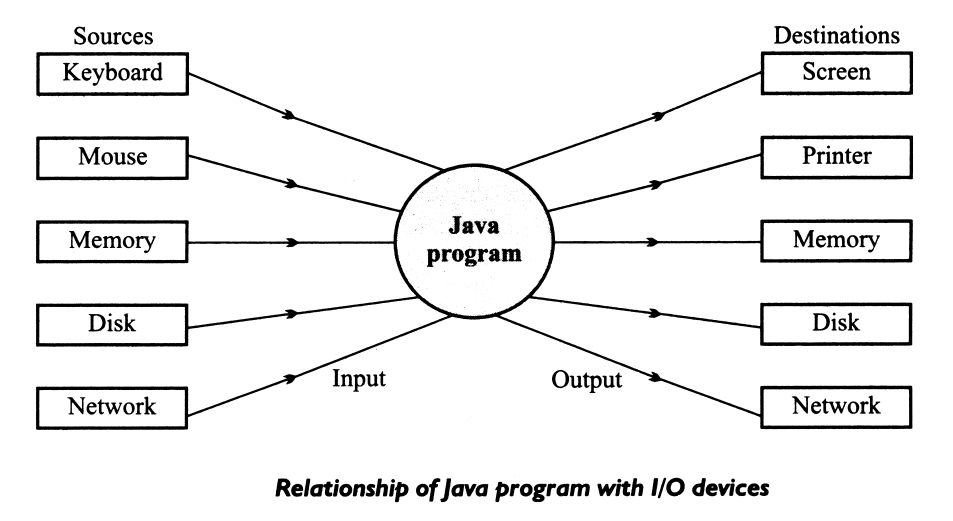 Sources
Destinations
Keyboard
Screen
Mouse
Printer
Java
program
Memory
Memory
Disk
Disk
Input
Output
Network
Network
Relationship of Java program with I/O devices